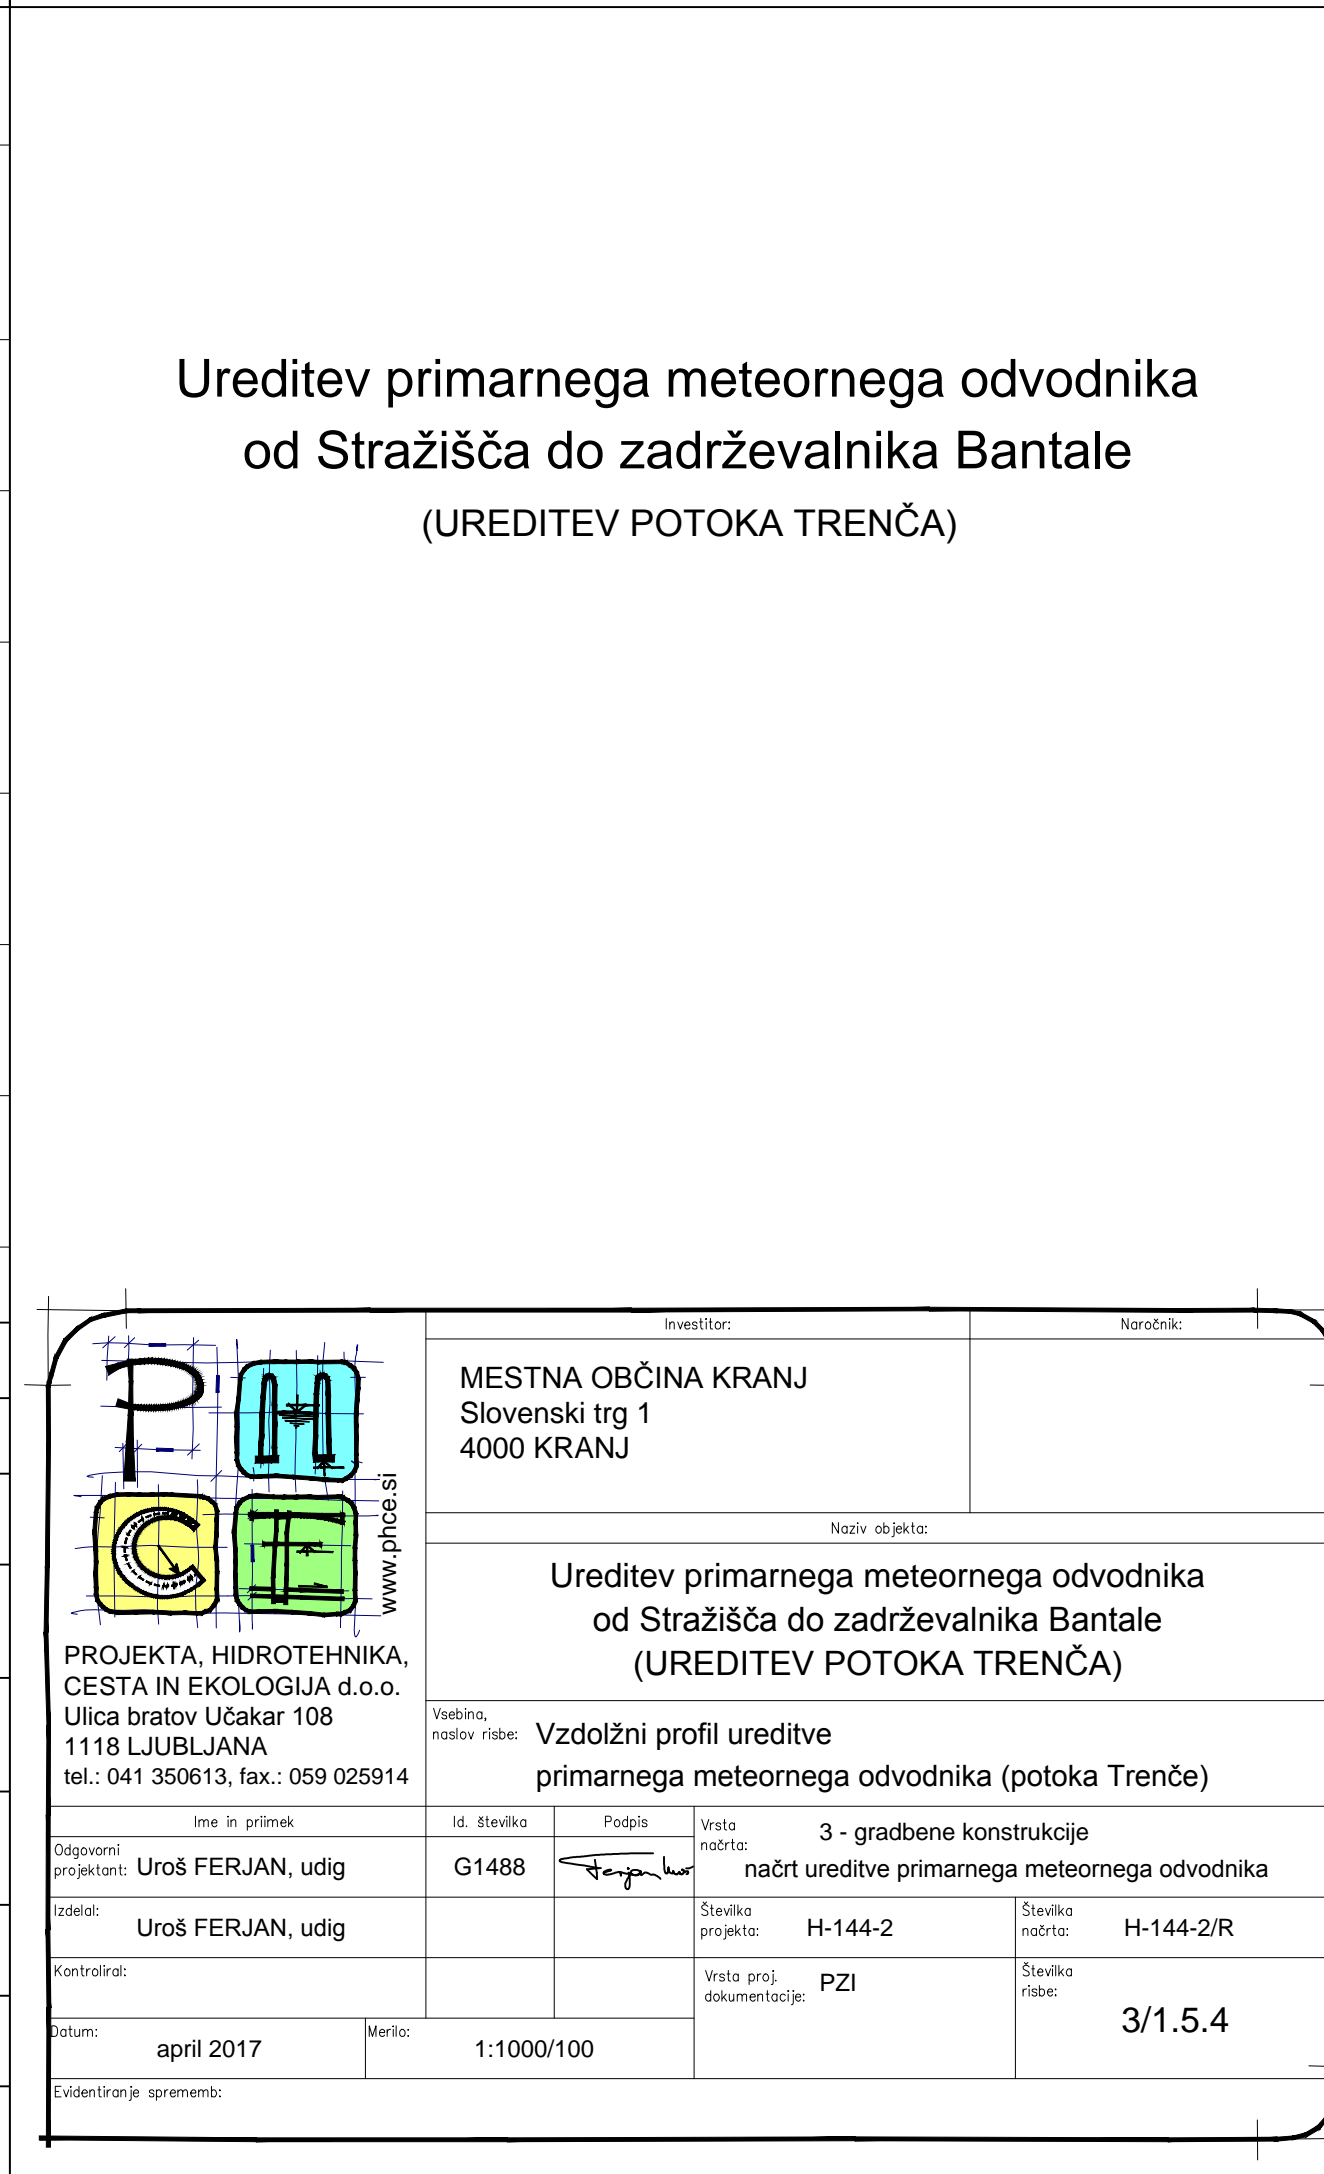 Ureditev primarnega meteornega odvodnika
od Stražišča do zadrževalnika Bantale
(UREDITEV POTOKA TRENČA)
PHCE
www.phce.si
PROJEKTA, HIDROTEHNIKA,
CESTA IN EKOLOGIJA d.o.o.
Ulica bratov Učakar 108
1118 LJUBLJANA
tel.: 041 350613, fax.: 059 025914
Investitor:
Naročnik:
MESTNA OBČINA KRANJ
Slovenski trg 1
4000 KRANJ
Naziv objekta:
Ureditev primarnega meteornega odvodnika
od Stražišča do zadrževalnika Bantale
(UREDITEV POTOKA TRENČA)
Vsebina,
naslov risbe:
Vzdolžni profil ureditve
primarnega meteornega odvodnika (potoka Trenče)
Ime in priimek
Id. številka
Podpis
Odgovorni
projektant: Uroš FERJAN, udig
G1488
Ferjan Uroš
Vrsta
načrta:
3 - gradbene konstrukcije
načrt ureditve primarnega meteornega odvodnika
Izdelal:
Uroš FERJAN, udig
Številka
projekta: H-144-2
Številka
načrta: H-144-2/R
Kontroliral:
Vrsta proj.
dokumentacije: PZI
Številka
risbe:
3/1.5.4
Datum:
april 2017
Merilo:
1:1000/100
Evidentiranje sprememb: